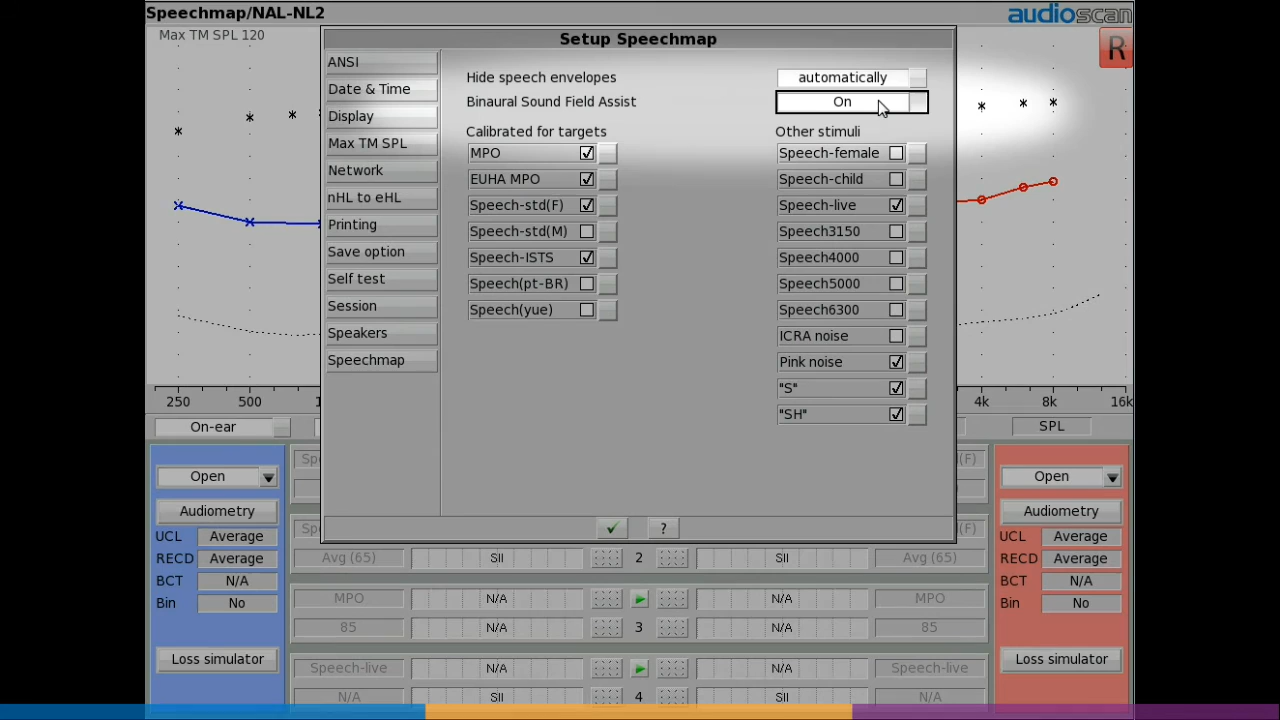 Speechmap/NAL-NL2
audioscan
Max TM SPL 120
R
Setup Speechmap
ANSI
Date & Time
Display
Max TM SPL
Network
nHL to eHL
Printing
Save option
Self test
Session
Speakers
Speechmap
Hide speech envelopes automatically
Binaural Sound Field Assist On
Calibrated for targets
MPO
EUHA MPO
Speech-std(F)
Speech-std(M)
Speech-ISTS
Speech(pt-BR)
Speech(yue)
Other stimuli
Speech-female
Speech-child
Speech-live
Speech3150
Speech4000
Speech5000
Speech6300
ICRA noise
Pink noise
"S"
"SH"
?
250 500 1 4k 8k 16k
On-ear SPL
Open
Audiometry
UCL Average
RECD Average
BCT N/A
Bin No
Loss simulator
Sp (F)
Sp (F)
Avg (65) SII 2 SII Avg (65)
MPO N/A N/A MPO
85 N/A 3 N/A 85
Speech-live N/A N/A Speech-live
N/A SII 4 SII N/A
Open
Audiometry
UCL Average
RECD Average
BCT N/A
Bin No
Loss simulator